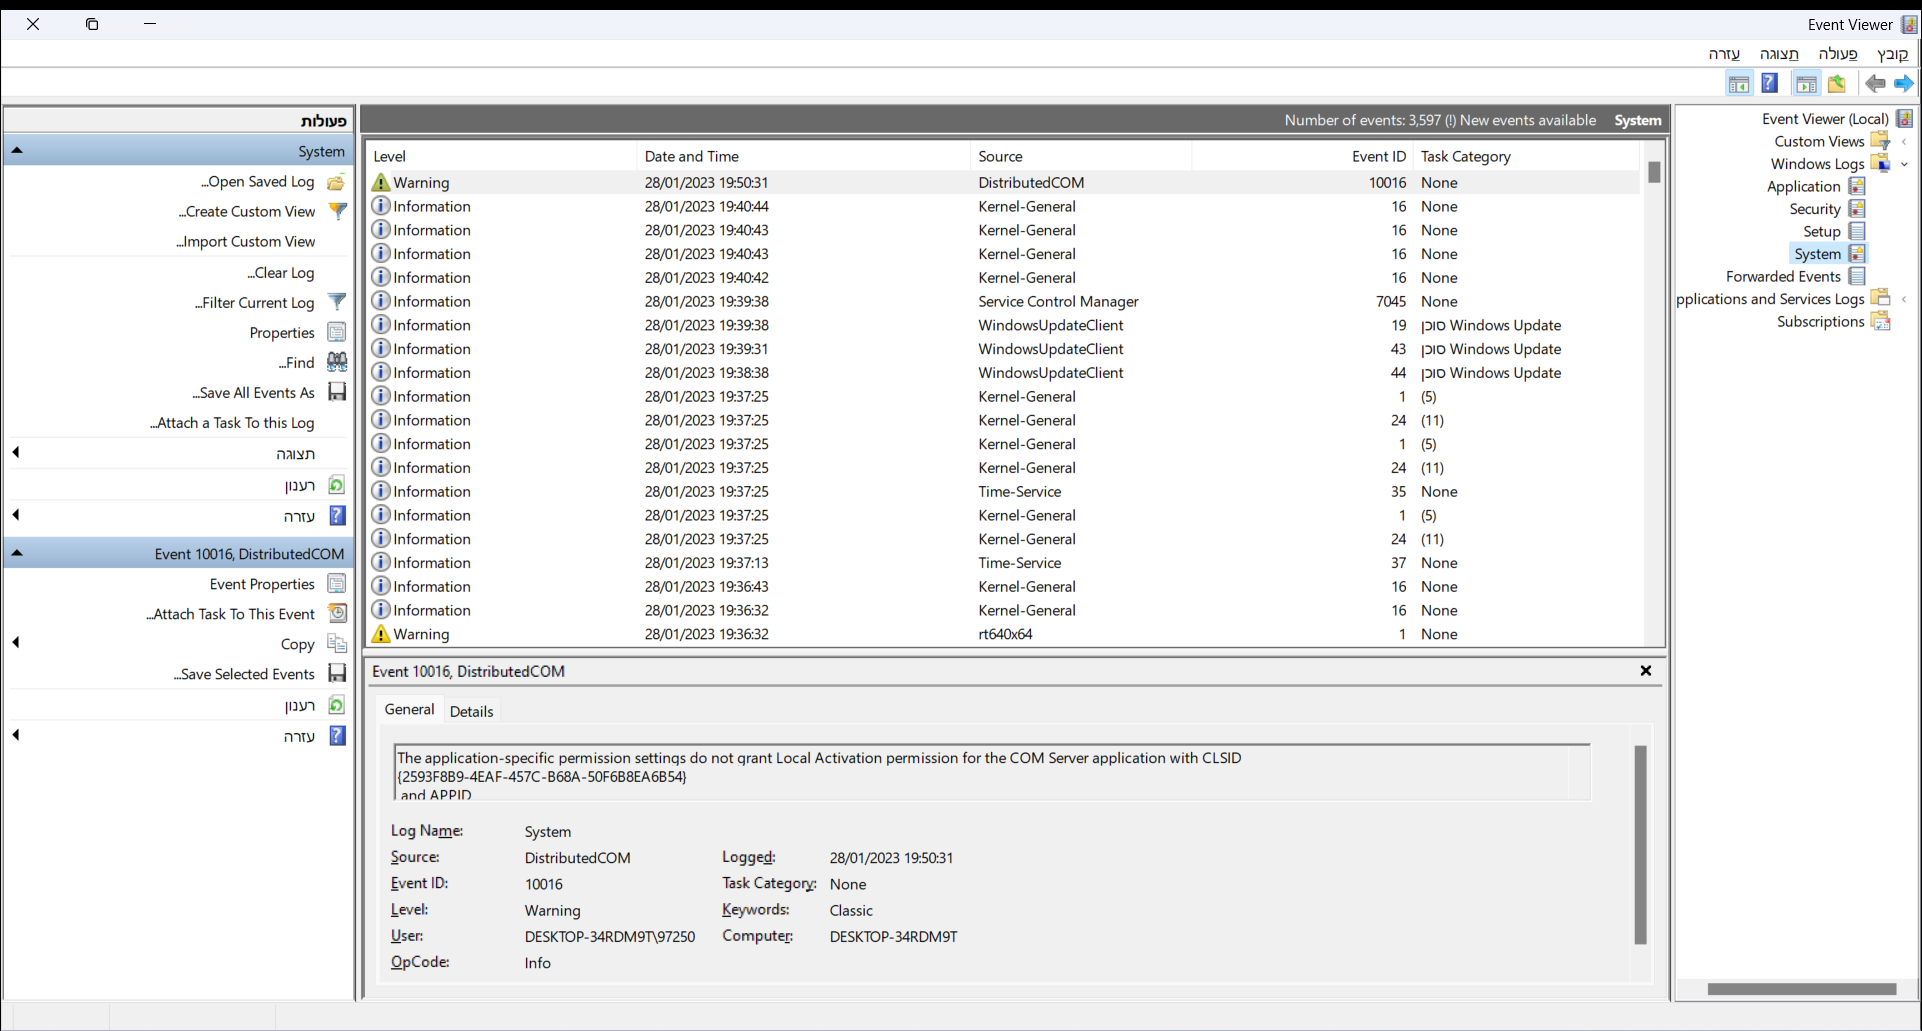 Event Viewer
קובץ פעולה תצוגה עזרה
Event Viewer (Local)
Custom Views
Windows Logs
Application
Security
Setup
System
Forwarded Events
pplications and Services Logs
Subscriptions
System Number of events: 3,597 (!) New events available
Level Date and Time Source Event ID Task Category
Warning 28/01/2023 19:50:31 DistributedCOM 10016 None
Information 28/01/2023 19:40:44 Kernel-General 16 None
Information 28/01/2023 19:40:43 Kernel-General 16 None
Information 28/01/2023 19:40:43 Kernel-General 16 None
Information 28/01/2023 19:40:42 Kernel-General 16 None
Information 28/01/2023 19:39:38 Service Control Manager 7045 None
Information 28/01/2023 19:39:38 WindowsUpdateClient 19 סוכן Windows Update
Information 28/01/2023 19:39:31 WindowsUpdateClient 43 סוכן Windows Update
Information 28/01/2023 19:38:38 WindowsUpdateClient 44 סוכן Windows Update
Information 28/01/2023 19:37:25 Kernel-General 1 (5)
Information 28/01/2023 19:37:25 Kernel-General 24 (11)
Information 28/01/2023 19:37:25 Kernel-General 1 (5)
Information 28/01/2023 19:37:25 Kernel-General 24 (11)
Information 28/01/2023 19:37:25 Time-Service 35 None
Information 28/01/2023 19:37:25 Kernel-General 1 (5)
Information 28/01/2023 19:37:25 Kernel-General 24 (11)
Information 28/01/2023 19:37:13 Time-Service 37 None
Information 28/01/2023 19:36:43 Kernel-General 16 None
Information 28/01/2023 19:36:32 Kernel-General 16 None
Warning 28/01/2023 19:36:32 rt640x64 1 None
Event 10016, DistributedCOM
General Details
The application-specific permission settings do not grant Local Activation permission for the COM Server application with CLSID
{2593F8B9-4EAF-457C-B68A-50F6B8EA6B54}
and APPID
Log Name: System
Source: DistributedCOM Logged: 28/01/2023 19:50:31
Event ID: 10016 Task Category: None
Level: Warning Keywords: Classic
User: DESKTOP-34RDM9T\97250 Computer: DESKTOP-34RDM9T
OpCode: Info
פעולות
System
...Open Saved Log
...Create Custom View
...Import Custom View
...Clear Log
...Filter Current Log
Properties
...Find
...Save All Events As
...Attach a Task To this Log
תצוגה
רענון
עזרה
Event 10016, DistributedCOM
Event Properties
...Attach Task To This Event
Copy
...Save Selected Events
רענון
עזרה